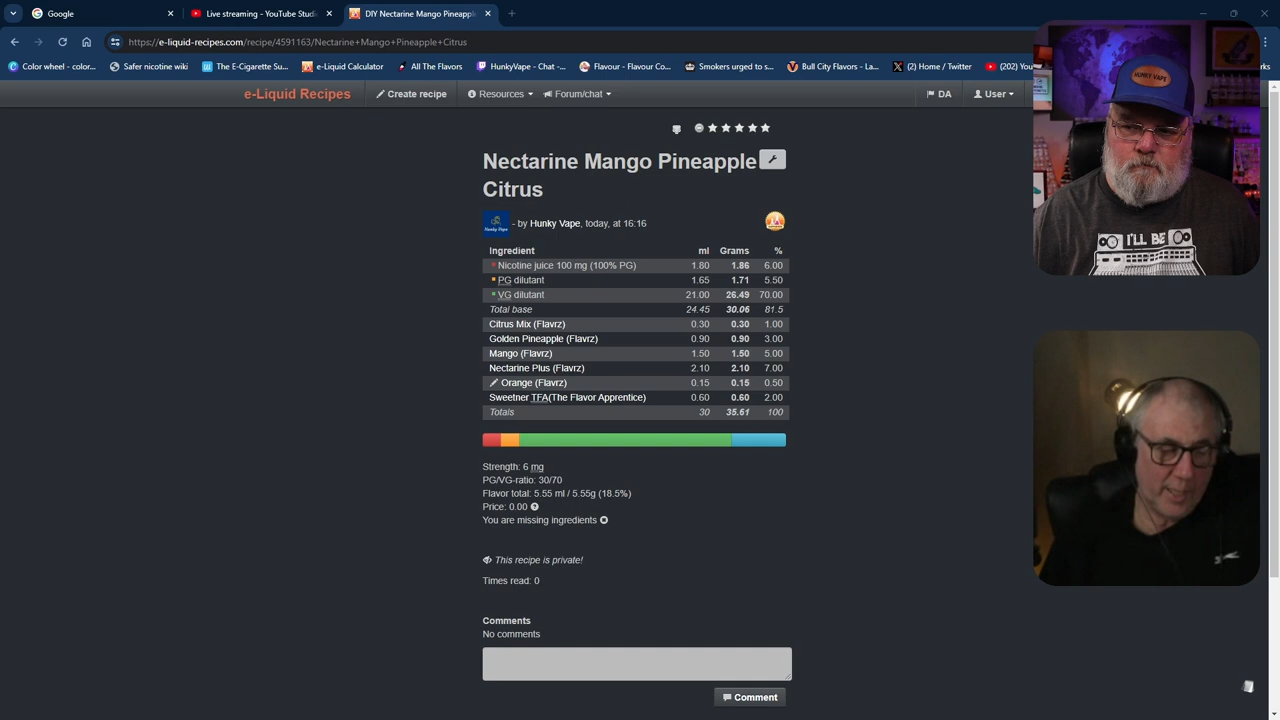 Google
Live streaming - YouTube Studi
DIY Nectarine Mango Pineappl
https://e-liquid-recipes.com/recipe/4591163/Nectarine+Mango+Pineapple+Citrus
Color wheel - color... Safer nicotine wiki The E-Cigarette Su... e-Liquid Calculator All The Flavors HunkyVape - Chat -... Flavour – Flavour Co... Smokers urged to s... Bull City Flavors - La... (2) Home / Twitter (202) You
e-Liquid Recipes Create recipe Resources Forum/chat DA User
Nectarine Mango Pineapple
Citrus
- by Hunky Vape, today, at 16:16
Ingredient ml Grams %
Nicotine juice 100 mg (100% PG) 1.80 1.86 6.00
PG dilutant 1.65 1.71 5.50
VG dilutant 21.00 26.49 70.00
Total base 24.45 30.06 81.5
Citrus Mix (Flavrz) 0.30 0.30 1.00
Golden Pineapple (Flavrz) 0.90 0.90 3.00
Mango (Flavrz) 1.50 1.50 5.00
Nectarine Plus (Flavrz) 2.10 2.10 7.00
Orange (Flavrz) 0.15 0.15 0.50
Sweetner TFA(The Flavor Apprentice) 0.60 0.60 2.00
Totals 30 35.61 100
Strength: 6 mg
PG/VG-ratio: 30/70
Flavor total: 5.55 ml / 5.55g (18.5%)
Price: 0.00
You are missing ingredients
This recipe is private!
Times read: 0
Comments
No comments
Comment
HUNKY VAPE
I'LL BE